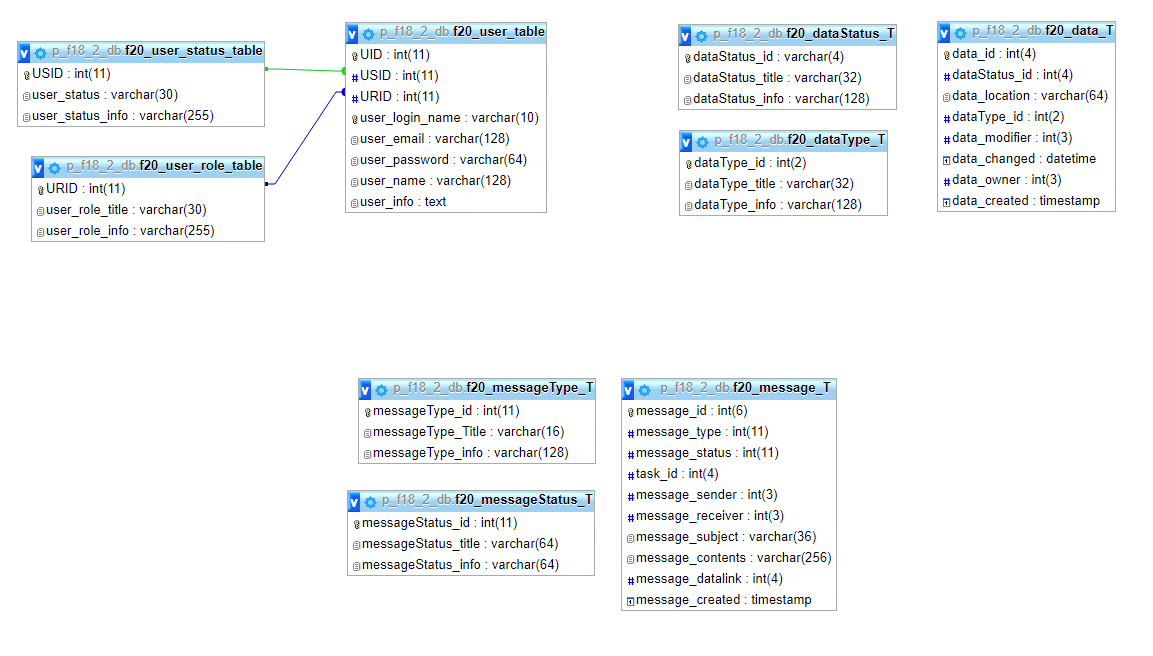 v p_f18_2_db.f20_user_status_table
USID : int(11)
user_status : varchar(30)
user_status_info : varchar(255)
v p_f18_2_db.f20_user_role_table
URID : int(11)
user_role_title : varchar(30)
user_role_info : varchar(255)
v p_f18_2_db.f20_user_table
UID : int(11)
# USID : int(11)
# URID : int(11)
user_login_name : varchar(10)
user_email : varchar(128)
user_password : varchar(64)
user_name : varchar(128)
user_info : text
v p_f18_2_db.f20_dataStatus_T
dataStatus_id : varchar(4)
dataStatus_title : varchar(32)
dataStatus_info : varchar(128)
v p_f18_2_db.f20_dataType_T
dataType_id : int(2)
dataType_title : varchar(32)
dataType_info : varchar(128)
v p_f18_2_db.f20_data_T
data_id : int(4)
# dataStatus_id : int(4)
data_location : varchar(64)
# dataType_id : int(2)
# data_modifier : int(3)
data_changed : datetime
# data_owner : int(3)
data_created : timestamp
v p_f18_2_db.f20_messageType_T
messageType_id : int(11)
messageType_Title : varchar(16)
messageType_info : varchar(128)
v p_f18_2_db.f20_messageStatus_T
messageStatus_id : int(11)
messageStatus_title : varchar(64)
messageStatus_info : varchar(64)
v p_f18_2_db.f20_message_T
message_id : int(6)
# message_type : int(11)
# message_status : int(11)
# task_id : int(4)
# message_sender : int(3)
# message_receiver : int(3)
message_subject : varchar(36)
message_contents : varchar(256)
# message_datalink : int(4)
message_created : timestamp